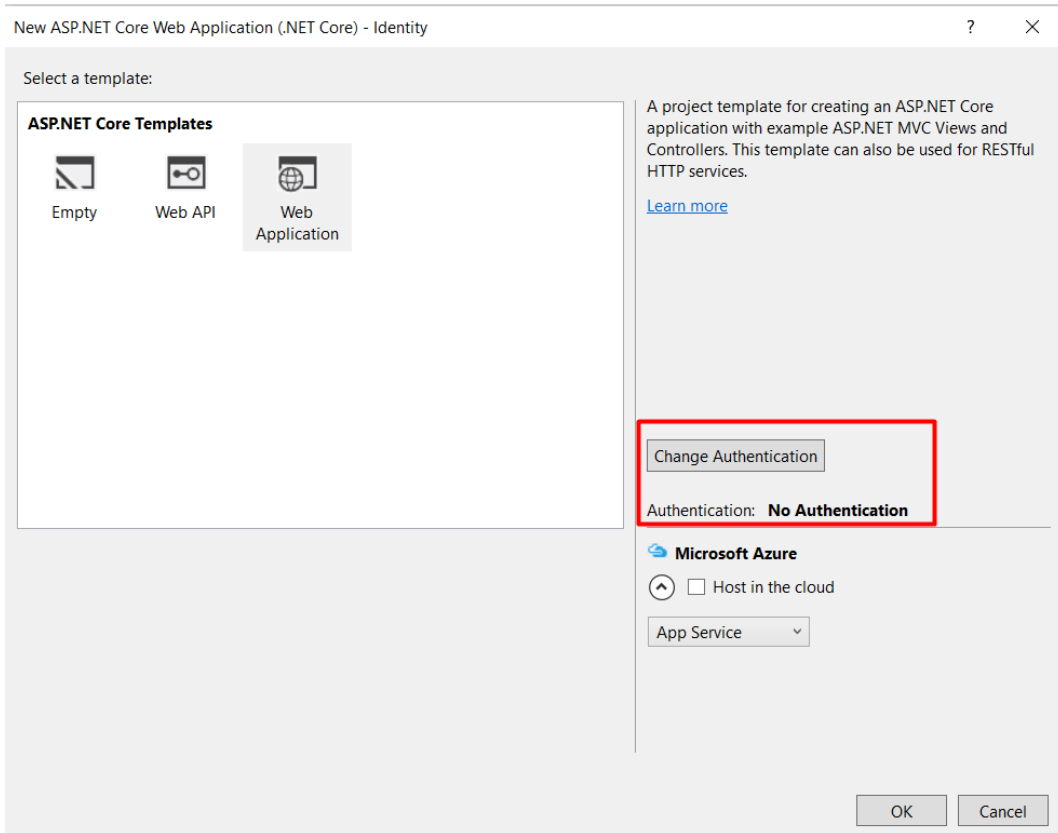 New ASP.NET Core Web Application (.NET Core) - Identity
?
Select a template:
ASP.NET Core Templates
Empty
Web API
Web
Application
A project template for creating an ASP.NET Core
application with example ASP.NET MVC Views and
Controllers. This template can also be used for RESTful
HTTP services.
Learn more
Change Authentication
Authentication: No Authentication
Microsoft Azure
Host in the cloud
App Service
OK
Cancel